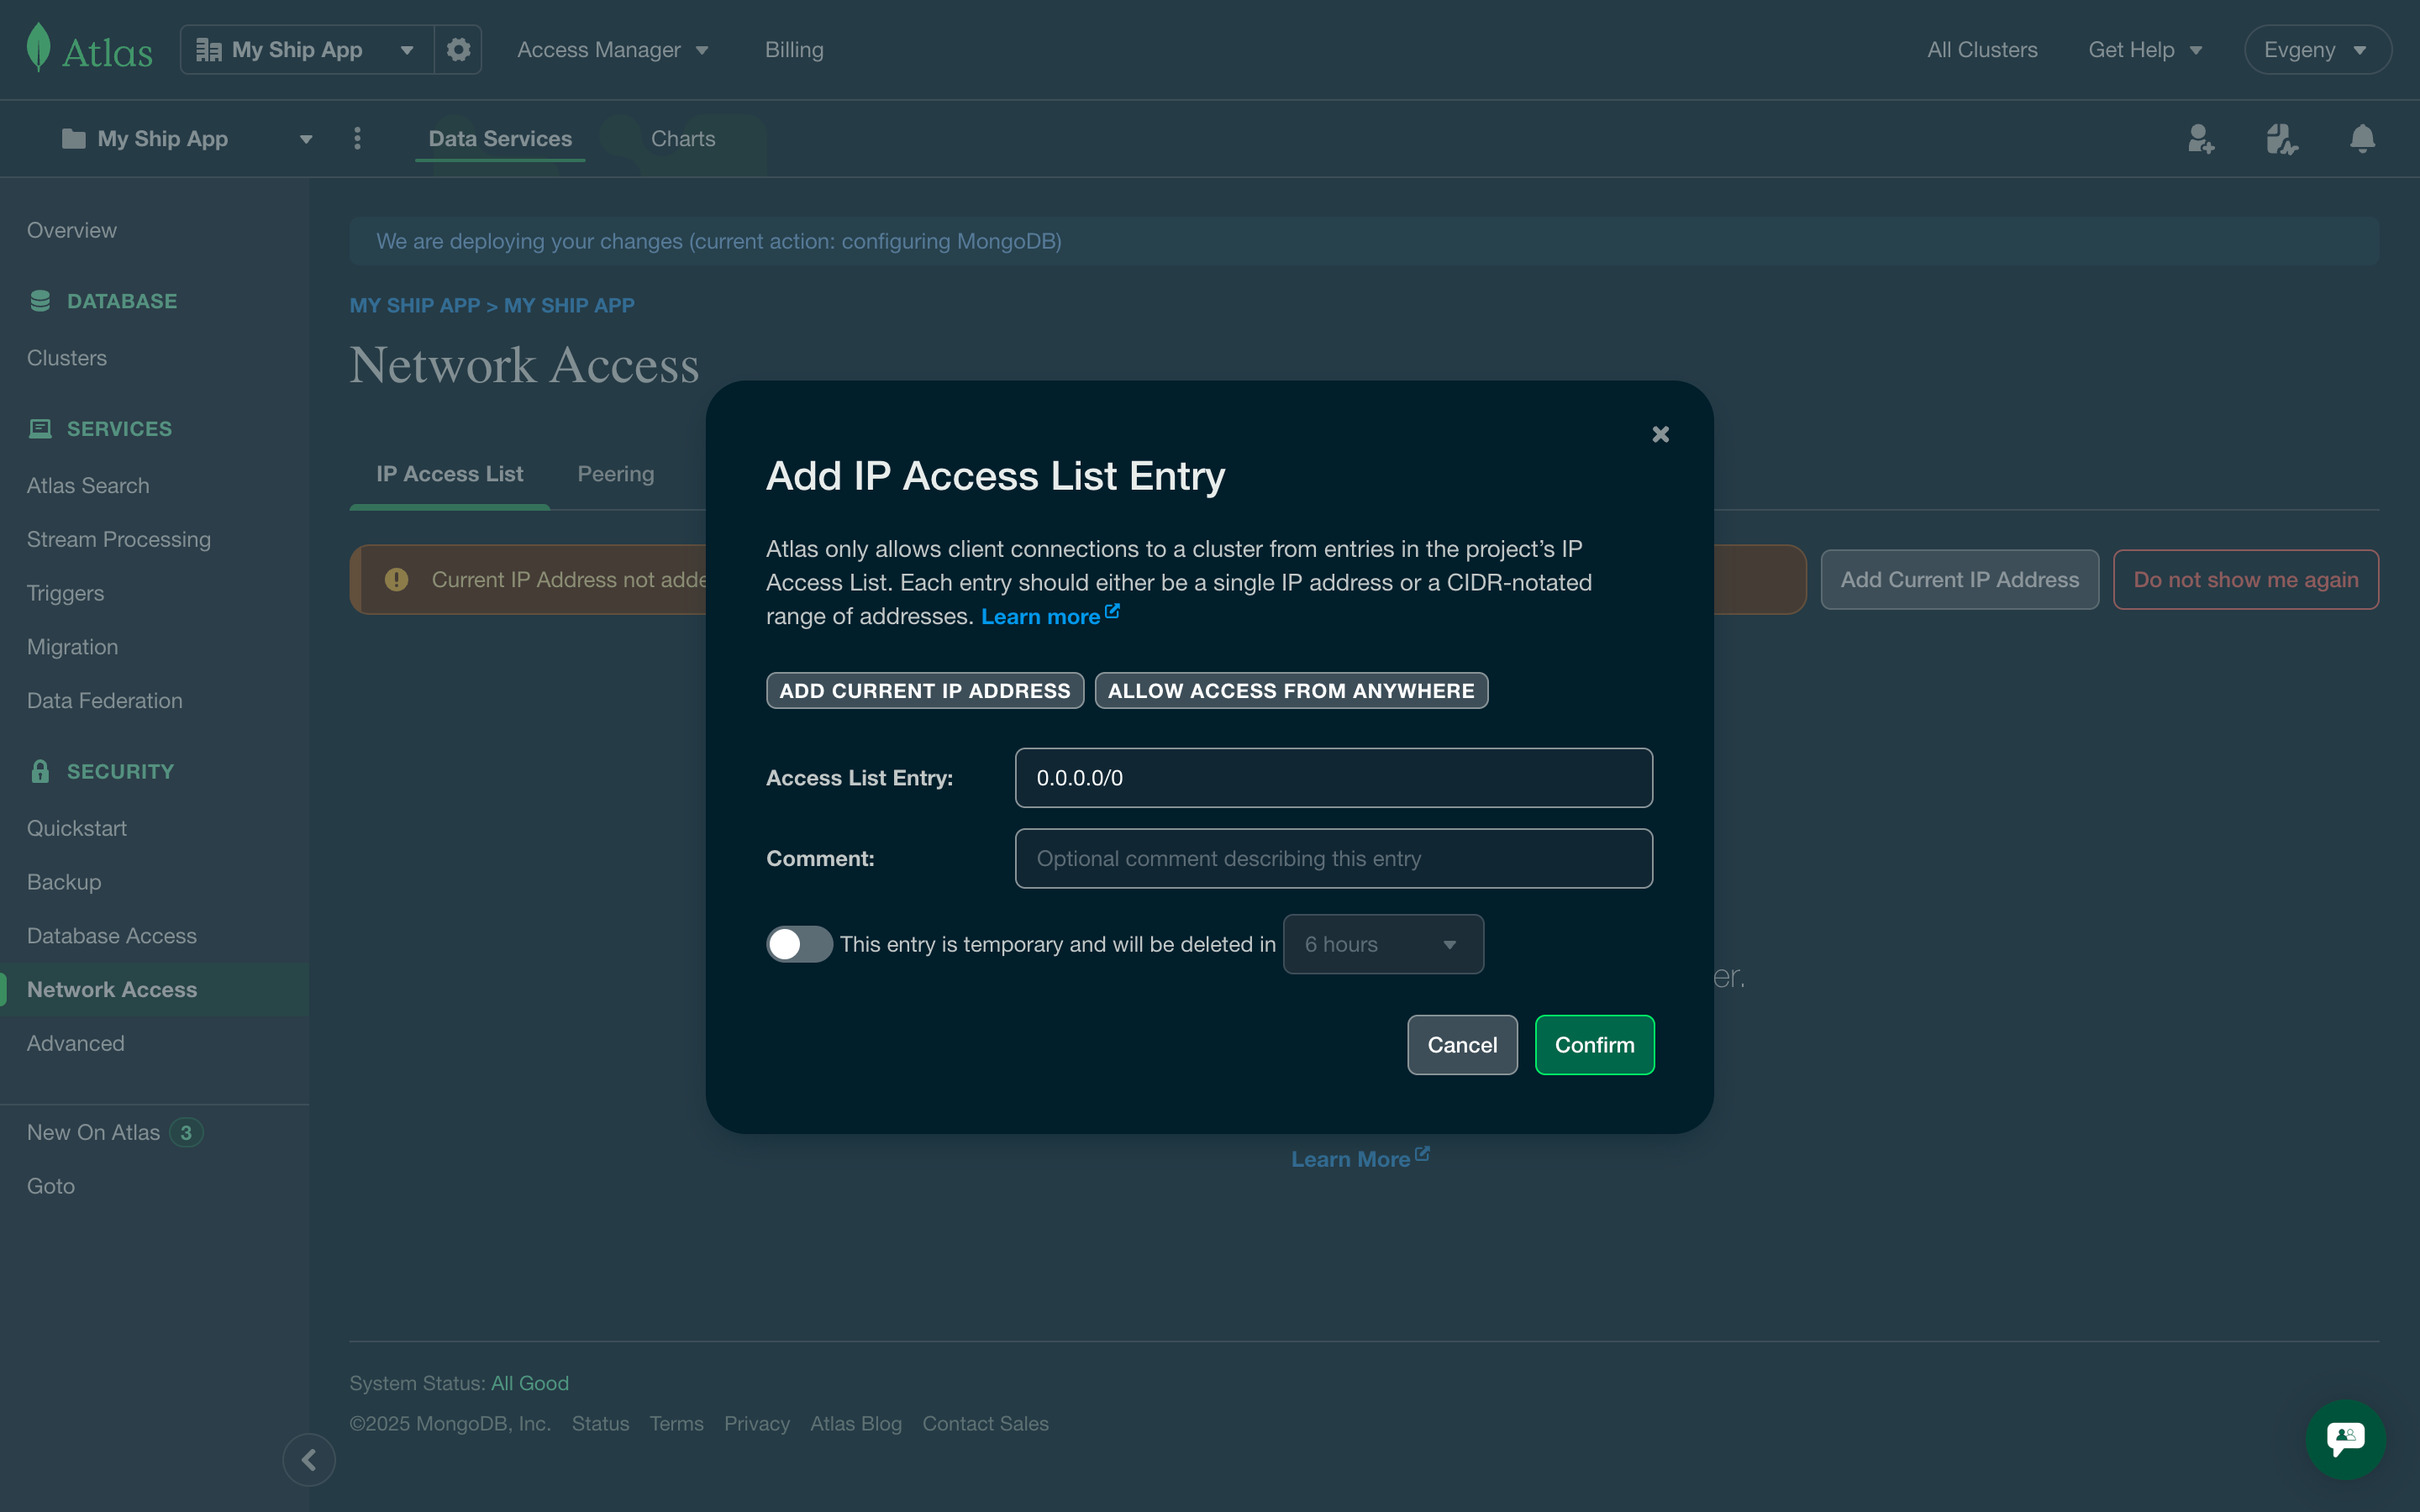 Atlas
My Ship App
Access Manager
Billing
All Clusters
Get Help
Evgeny
My Ship App
Data Services
Charts
Overview
DATABASE
Clusters
SERVICES
Atlas Search
Stream Processing
Triggers
Migration
Data Federation
SECURITY
Quickstart
Backup
Database Access
Network Access
Advanced
New On Atlas 3
Goto
We are deploying your changes (current action: configuring MongoDB)
MY SHIP APP > MY SHIP APP
Network Access
IP Access List
Peering
Current IP Address not
Add Current IP Address
Do not show me again
Add IP Access List Entry
Atlas only allows client connections to a cluster from entries in the project’s IP
Access List. Each entry should either be a single IP address or a CIDR-notated
range of addresses. Learn more
ADD CURRENT IP ADDRESS
ALLOW ACCESS FROM ANYWHERE
Access List Entry:
0.0.0.0/0
Comment:
Optional comment describing this entry
This entry is temporary and will be deleted in
6 hours
Cancel
Confirm
Learn More
System Status: All Good
©2025 MongoDB, Inc.
Status
Terms
Privacy
Atlas Blog
Contact Sales